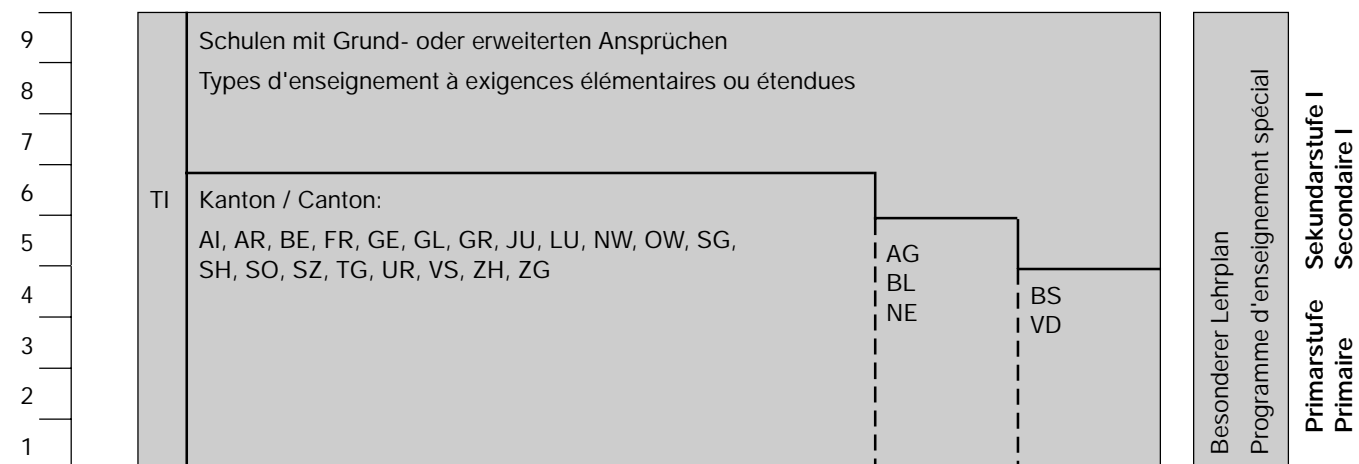 9
8
7
6
5
4
3
2
1
TI
Schulen mit Grund- oder erweiterten Ansprüchen
Types d'enseignement à exigences élémentaires ou étendues
Kanton / Canton:
AI, AR, BE, FR, GE, GL, GR, JU, LU, NW, OW, SG,
SH, SO, SZ, TG, UR, VS, ZH, ZG
AG
BL
NE
BS
VD
Besonderer Lehrplan
Programme d'enseignement spécial
Primarstufe Sekundarstufe I
Primaire Secondaire I